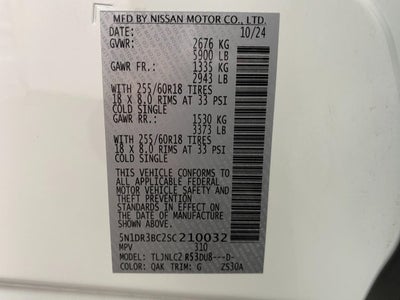 MFD BY NISSAN MOTOR CO., LTD.
DATE: 10/24
GVWR: 2676 KG
5900 LB
GAWR FR.: 1335 KG
2943 LB
WITH 255/60R18 TIRES
18 X 8.0 RIMS AT 33 PSI
COLD SINGLE
GAWR RR.: 1530 KG
3373 LB
WITH 255/60R18 TIRES
18 X 8.0 RIMS AT 33 PSI
COLD SINGLE
THIS VEHICLE CONFORMS TO
ALL APPLICABLE FEDERAL
MOTOR VEHICLE SAFETY,
AND THEFT PREVENTION
STANDARDS IN EFFECT ON
THE DATE OF MANUFACTURE
SHOWN ABOVE.
5N1DR3BC2SC210032
MPV 310
MODEL: TLJNLC2 R53DU8---D-
COLOR: QAK TRIM: G ZS30A